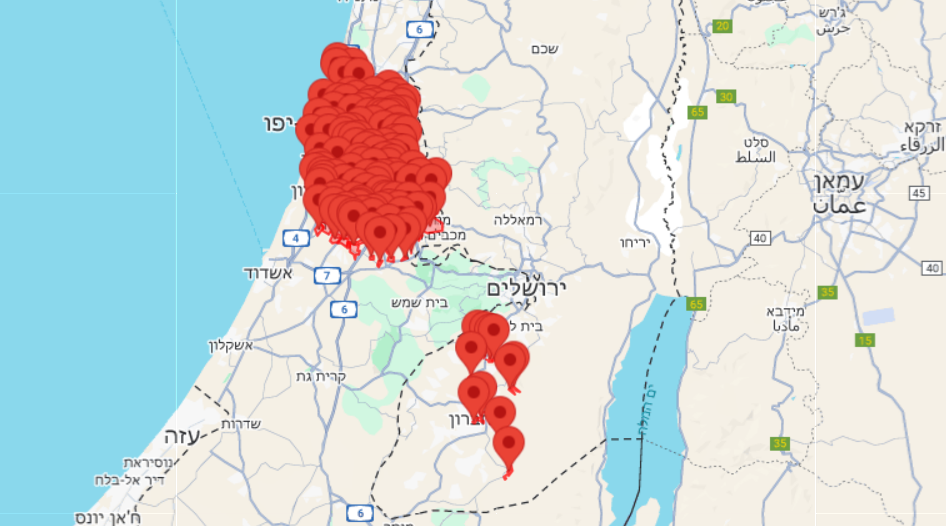 ג'רש
جرش
6
20
שכם
30
65
זרקא
الزرقاء
סלט
السلط
יפו
עמאן
عمان
45
רמאללה
מכבים
4
יריחו
40
40
אשדוד
7
ירושלים
35
65
6
בית שמש
בית ל
מידבא
مادبا
15
אשקלון
קרית גת
ים המלח
שדרות
ברון
עזה
35
נוסיראת
דיר אל-בלח
6
ח'אן יונס